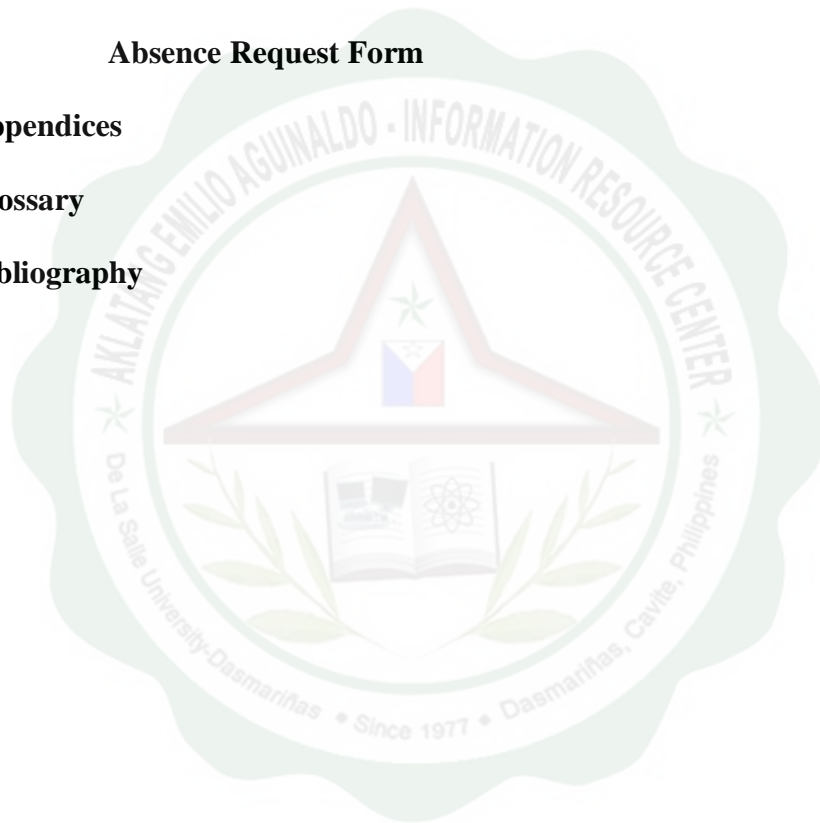 Absence Request Form
ppendices
ossary
bliography
AKLATANG EMILIO AGUINALDO - INFORMATION RESOURCE CENTER
De La Salle University-Dasmariñas • Since 1977 • Dasmariñas, Cavite, Philippines